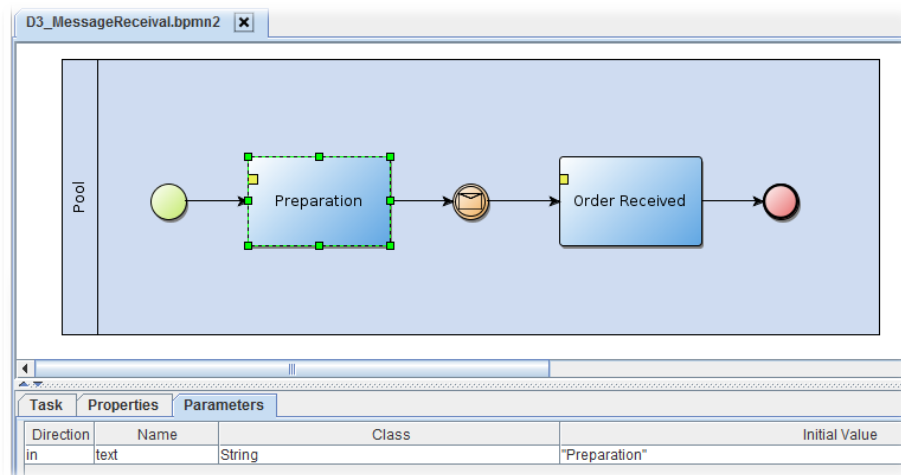 D3_MessageReceival.bpmn2
Pool
Preparation
Order Received
Task Properties Parameters
Direction Name Class Initial Value
in text String "Preparation"